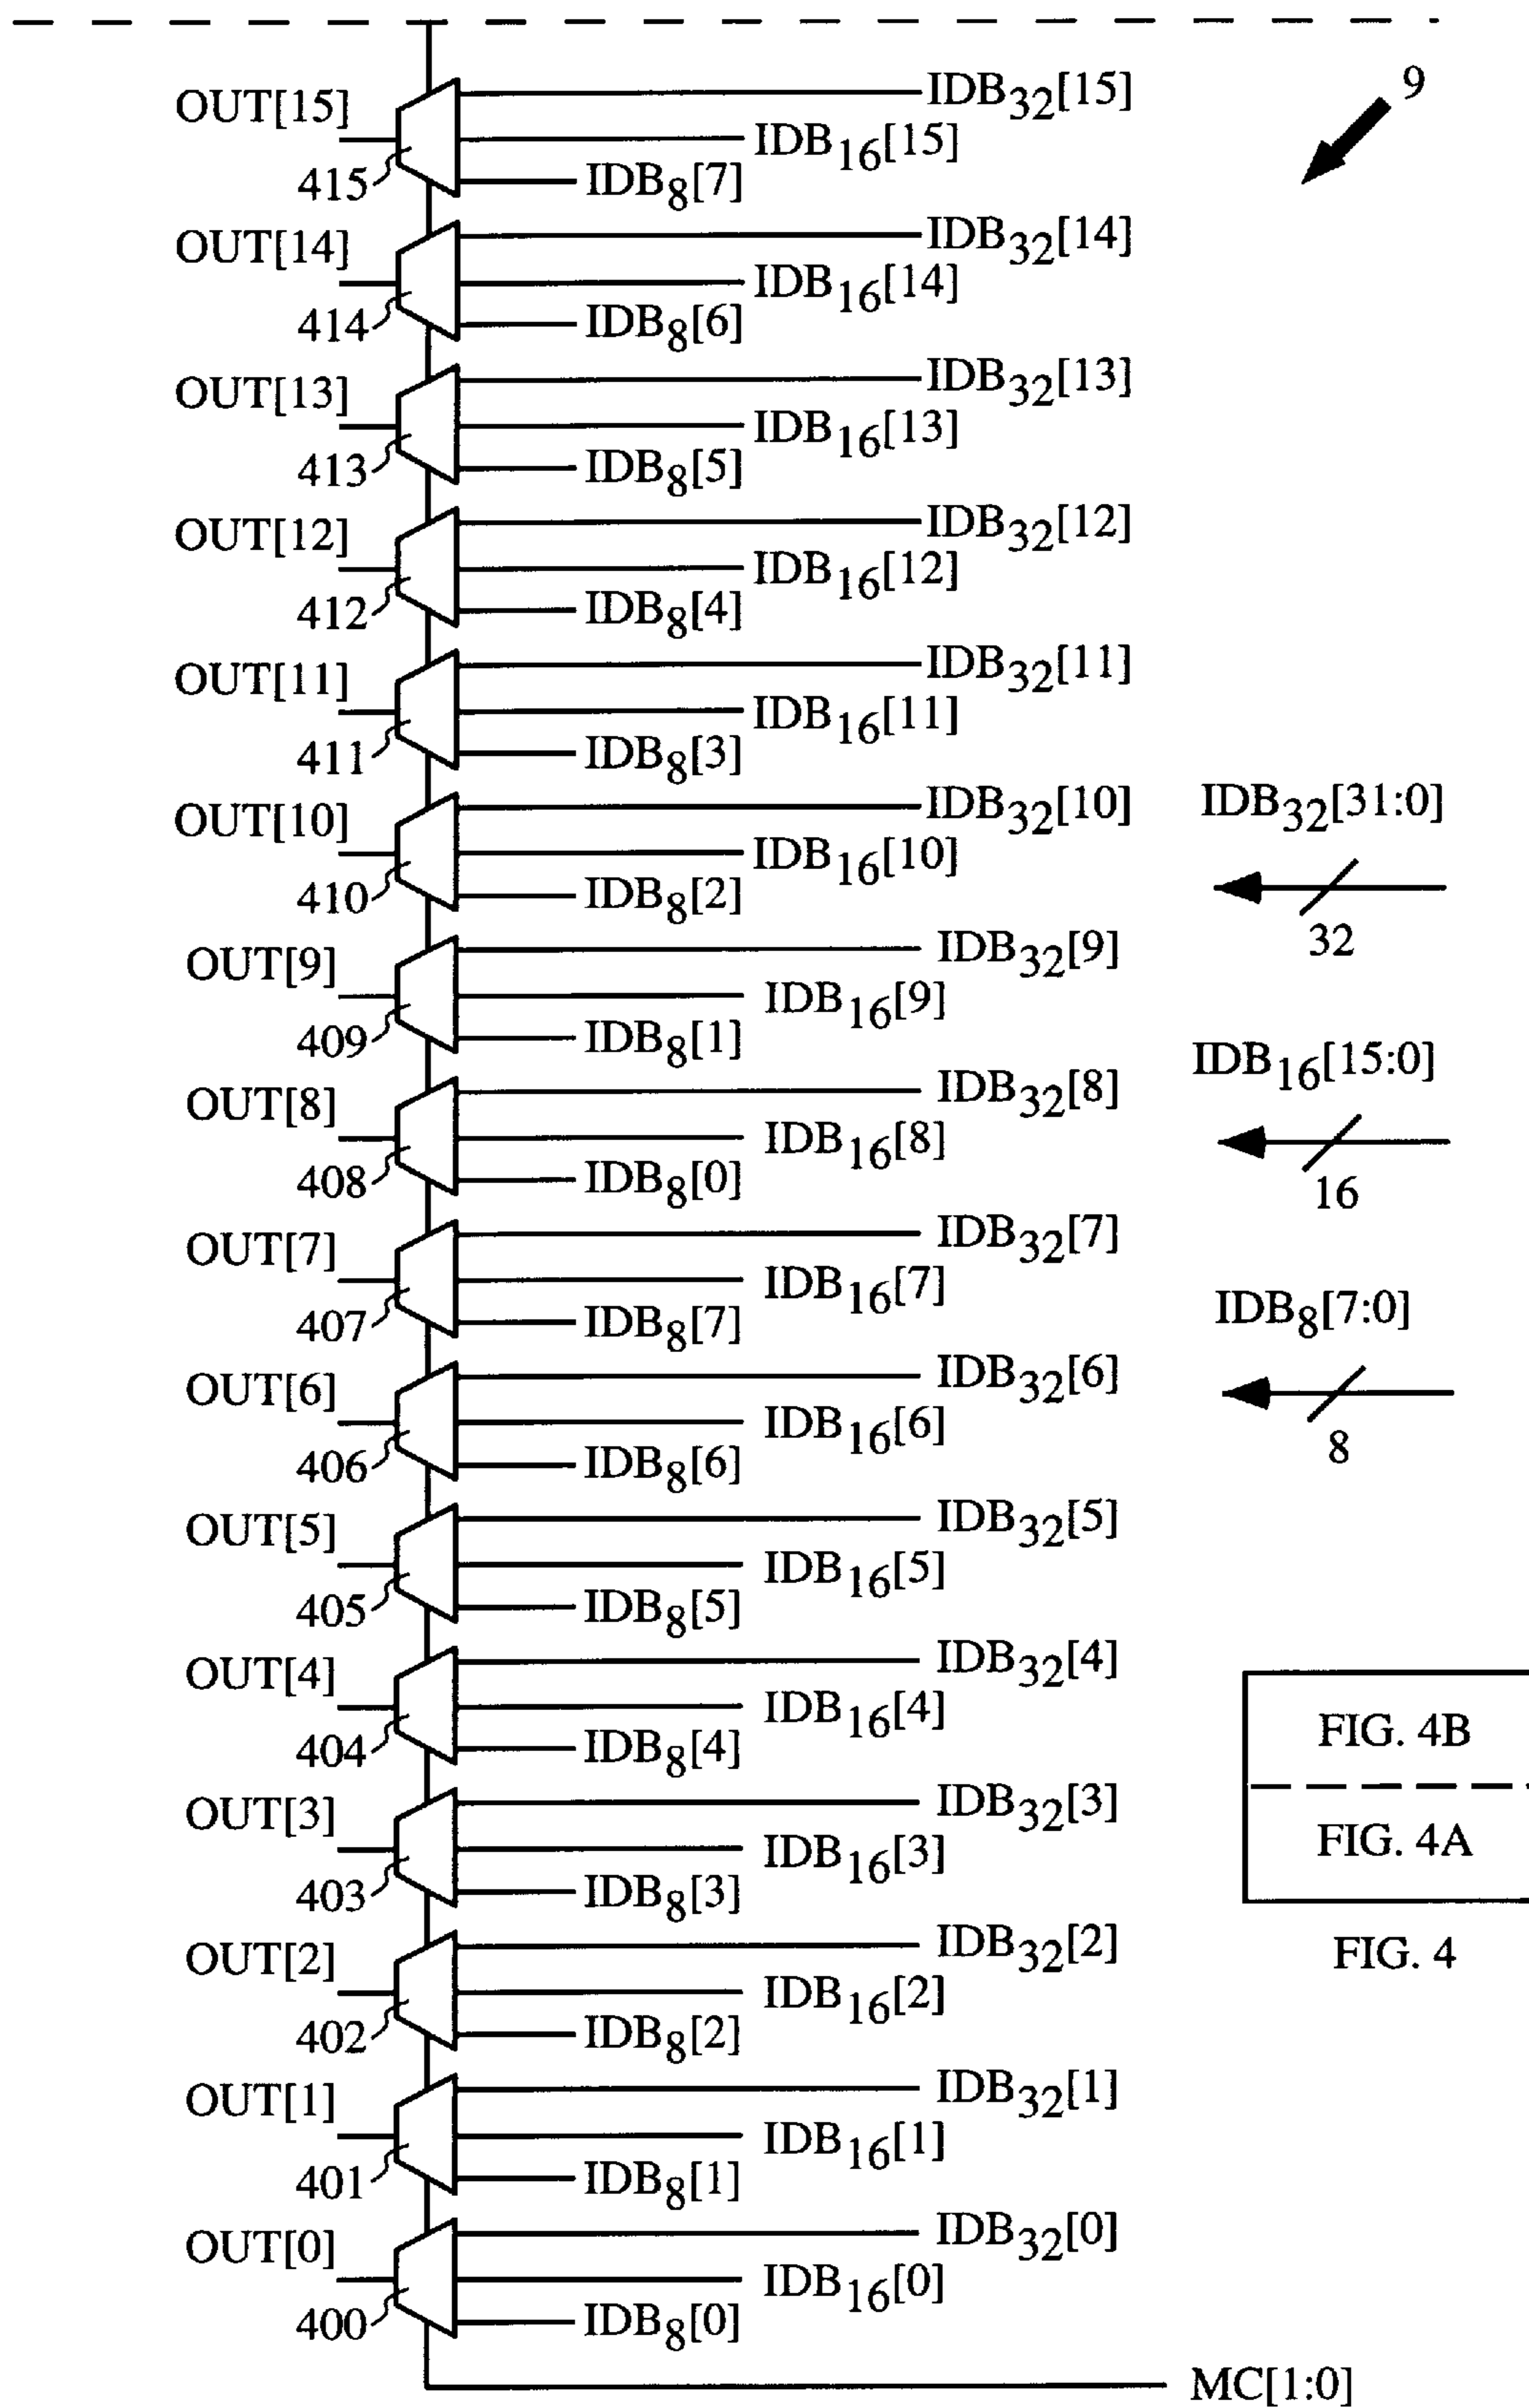 9
OUT[15]
IDB32[15]
IDB16[15]
415
IDB8[7]
OUT[14]
IDB32[14]
IDB16[14]
414
IDB8[6]
OUT[13]
IDB32[13]
IDB16[13]
413
IDB8[5]
OUT[12]
IDB32[12]
IDB16[12]
412
IDB8[4]
OUT[11]
IDB32[11]
IDB16[11]
411
IDB8[3]
OUT[10]
IDB32[10]
IDB16[10]
410
IDB8[2]
OUT[9]
IDB32[9]
IDB16[9]
409
IDB8[1]
OUT[8]
IDB32[8]
IDB16[8]
408
IDB8[0]
OUT[7]
IDB32[7]
IDB16[7]
407
IDB8[7]
OUT[6]
IDB32[6]
IDB16[6]
406
IDB8[6]
OUT[5]
IDB32[5]
IDB16[5]
405
IDB8[5]
OUT[4]
IDB32[4]
IDB16[4]
404
IDB8[4]
OUT[3]
IDB32[3]
IDB16[3]
403
IDB8[3]
OUT[2]
IDB32[2]
IDB16[2]
402
IDB8[2]
OUT[1]
IDB32[1]
IDB16[1]
401
IDB8[1]
OUT[0]
IDB32[0]
IDB16[0]
400
IDB8[0]
MC[1:0]
IDB32[31:0]
32
IDB16[15:0]
16
IDB8[7:0]
8
FIG. 4B
FIG. 4A
FIG. 4